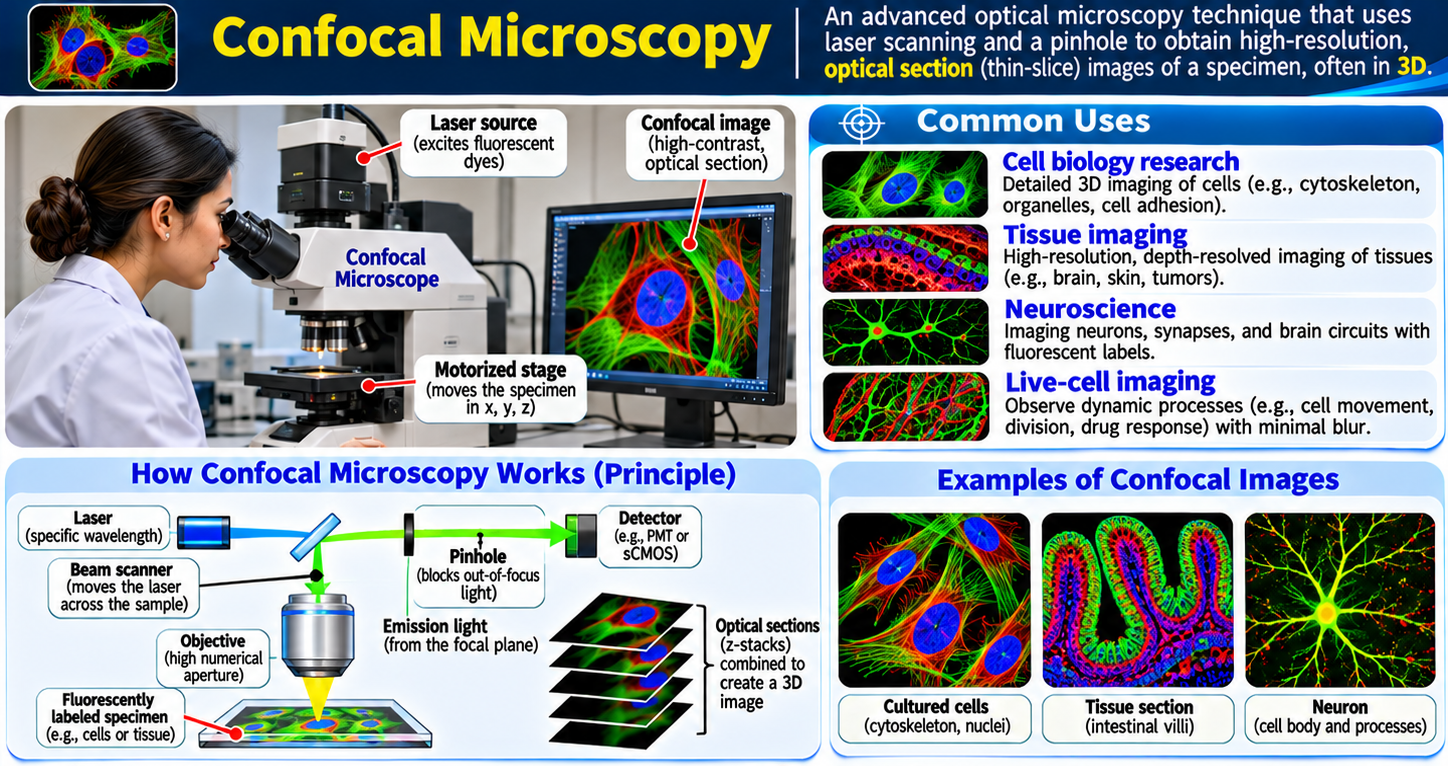 Confocal Microscopy
An advanced optical microscopy technique that uses
laser scanning and a pinhole to obtain high-resolution,
optical section (thin-slice) images of a specimen, often in 3D.
Laser source
(excites fluorescent
dyes)
Confocal image
(high-contrast,
optical section)
Confocal
Microscope
Motorized stage
(moves the specimen
in x, y, z)
Common Uses
Cell biology research
Detailed 3D imaging of cells (e.g., cytoskeleton,
organelles, cell adhesion).
Tissue imaging
High-resolution, depth-resolved imaging of tissues
(e.g., brain, skin, tumors).
Neuroscience
Imaging neurons, synapses, and brain circuits with
fluorescent labels.
Live-cell imaging
Observe dynamic processes (e.g., cell movement,
division, drug response) with minimal blur.
How Confocal Microscopy Works (Principle)
Laser
(specific wavelength)
Beam scanner
(moves the laser
across the sample)
Objective
(high numerical
aperture)
Fluorescently
labeled specimen
(e.g., cells or tissue)
Pinhole
(blocks out-of-focus
light)
Emission light
(from the focal plane)
Detector
(e.g., PMT or
sCMOS)
Optical sections
(z-stacks)
combined to
create a 3D
image
Examples of Confocal Images
Cultured cells
(cytoskeleton, nuclei)
Tissue section
(intestinal villi)
Neuron
(cell body and processes)